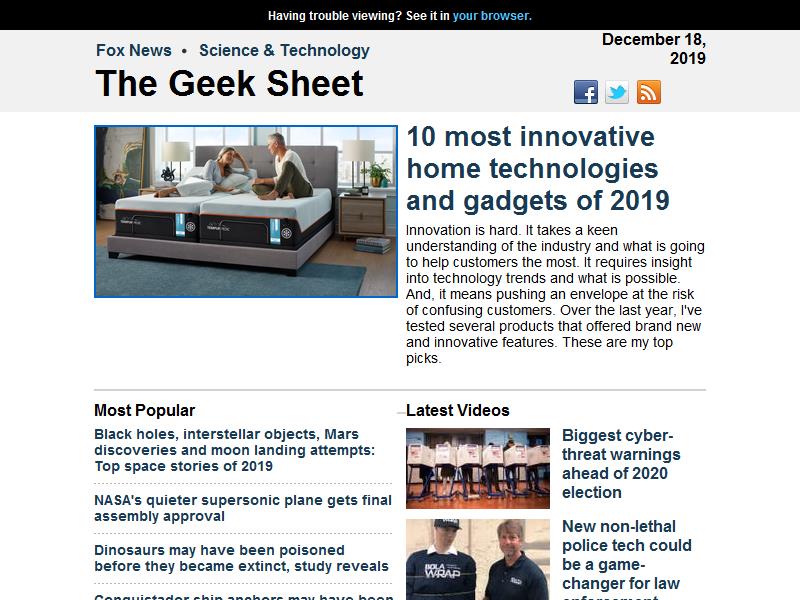 Having trouble viewing? See it in your browser.
Fox News • Science & Technology
The Geek Sheet
December 18,
2019
10 most innovative
home technologies
and gadgets of 2019
Innovation is hard. It takes a keen
understanding of the industry and what is going
to help customers the most. It requires insight
into technology trends and what is possible.
And, it means pushing an envelope at the risk
of confusing customers. Over the last year, I've
tested several products that offered brand new
and innovative features. These are my top
picks.
Most Popular
Black holes, interstellar objects, Mars
discoveries and moon landing attempts:
Top space stories of 2019
NASA's quieter supersonic plane gets final
assembly approval
Dinosaurs may have been poisoned
before they became extinct, study reveals
Conquistador ship anchors may have been
Latest Videos
Biggest cyber-
threat warnings
ahead of 2020
election
BOLA
WRAP
New non-lethal
police tech could
be a game-
changer for law
enforcement